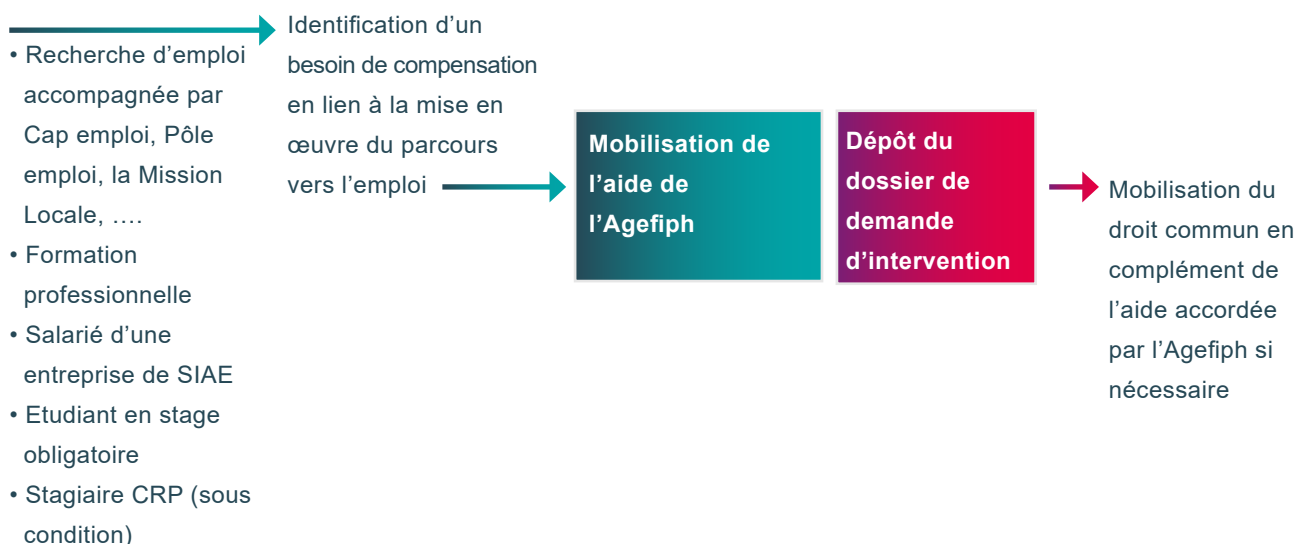 • Recherche d’emploi
accompagnée par
Cap emploi, Pôle
emploi, la Mission
Locale, ….
• Formation
professionnelle
• Salarié d’une
entreprise de SIAE
• Etudiant en stage
obligatoire
• Stagiaire CRP (sous
condition)
Identification d’un
besoin de compensation
en lien à la mise en
œuvre du parcours
vers l’emploi
Mobilisation de
l’aide de
l’Agefiph
Dépôt du
dossier de
demande
d’intervention
Mobilisation du
droit commun en
complément de
l’aide accordée
par l’Agefiph si
nécessaire